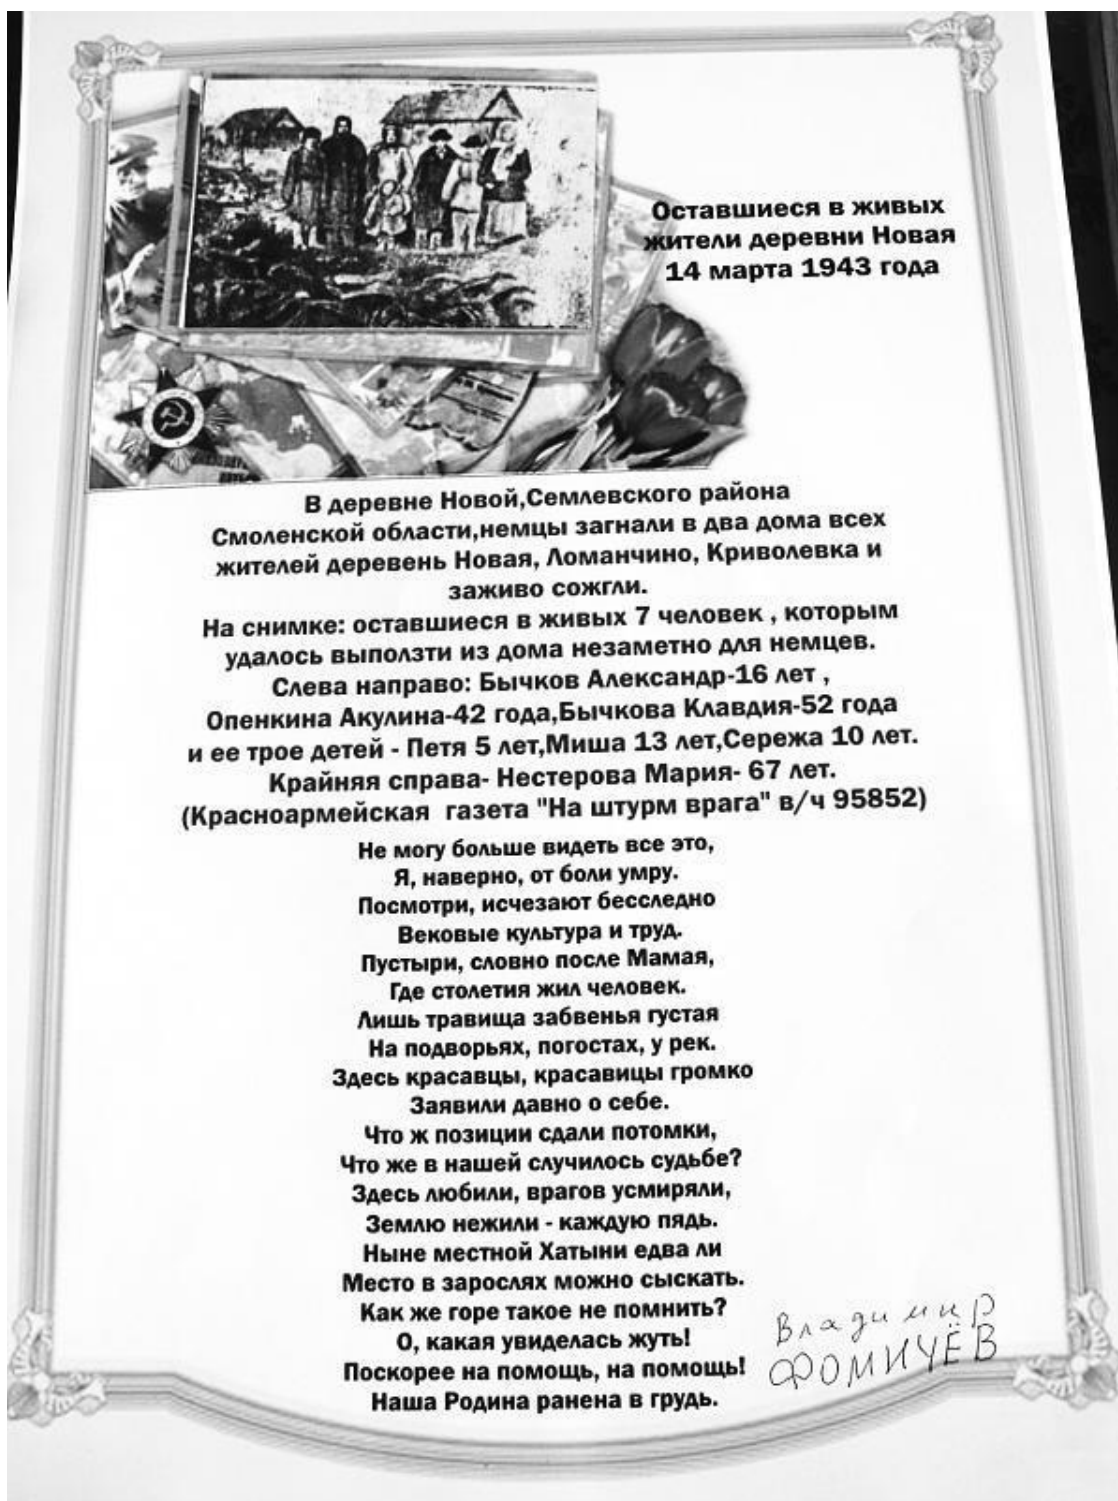 Оставшиеся в живых
жители деревни Новая
14 марта 1943 года
В деревне Новой,Семлевского района
Смоленской области,немцы загнали в два дома всех
жителей деревень Новая, Ломанчино, Криволевка и
заживо сожгли.
На снимке: оставшиеся в живых 7 человек , которым
удалось выползти из дома незаметно для немцев.
Слева направо: Бычков Александр-16 лет ,
Опенкина Акулина-42 года,Бычкова Клавдия-52 года
и ее трое детей - Петя 5 лет,Миша 13 лет,Сережа 10 лет.
Крайняя справа- Нестерова Мария- 67 лет.
(Красноармейская газета "На штурм врага" в/ч 95852)
Не могу больше видеть все это,
Я, наверно, от боли умру.
Посмотри, исчезают бесследно
Вековые культура и труд.
Пустыри, словно после Мамая,
Где столетия жил человек.
Лишь травища забвенья густая
На подворьях, погостах, у рек.
Здесь красавцы, красавицы громко
Заявили давно о себе.
Что ж позиции сдали потомки,
Что же в нашей случилось судьбе?
Здесь любили, врагов усмиряли,
Землю нежили - каждую пядь.
Ныне местной Хатыни едва ли
Место в зарослях можно сыскать.
Как же горе такое не помнить?
О, какая увиделась жуть!
Поскорее на помощь, на помощь!
Наша Родина ранена в грудь.
Владимир
ФОМИЧЁВ